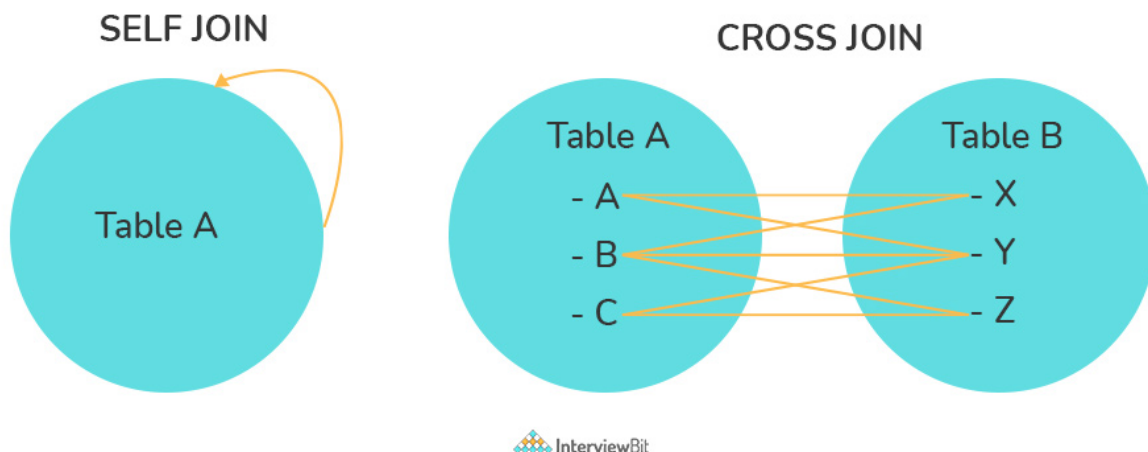 SELF JOIN
Table A
CROSS JOIN
Table A
- A
- B
- C
Table B
- X
- Y
- Z
InterviewBit